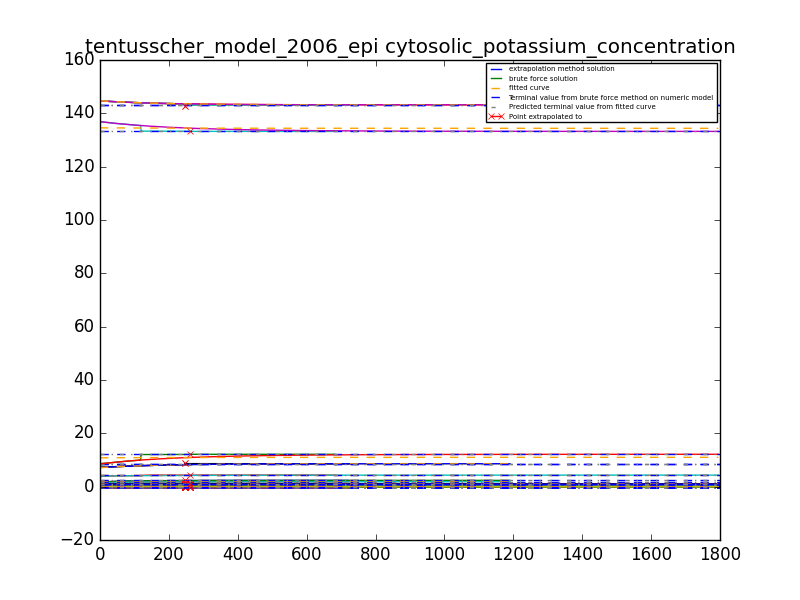 tentusscher_model_2006_epi cytosolic_potassium_concentration
160
140
120
100
80
60
40
20
0
−20
0 200 400 600 800 1000 1200 1400 1600 1800
extrapolation method solution
brute force solution
fitted curve
Terminal value from brute force method on numeric model
Predicted terminal value from fitted curve
Point extrapolated to